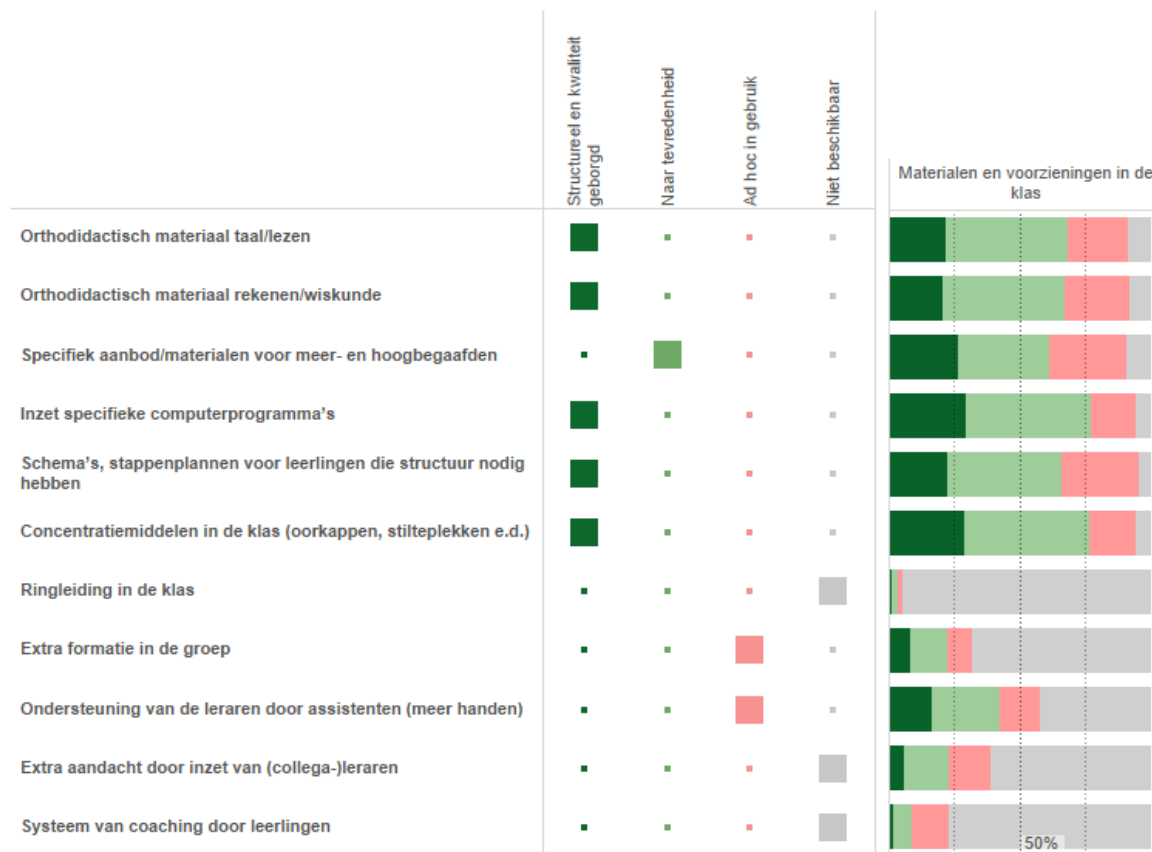 Structureel en kwaliteit
geborgd
Naar tevredenheid
Ad hoc in gebruik
Niet beschikbaar
Materialen en voorzieningen in de
klas
Orthodidactisch materiaal taal/lezen
Orthodidactisch materiaal rekenen/wiskunde
Specifiek aanbod/materialen voor meer- en hoogbegaafden
Inzet specifieke computerprogramma's
Schema's, stappenplannen voor leerlingen die structuur nodig
hebben
Concentratiemiddelen in de klas (oorkappen, stilteplekken e.d.)
Ringleiding in de klas
Extra formatie in de groep
Ondersteuning van de leraren door assistenten (meer handen)
Extra aandacht door inzet van (collega-)leraren
Systeem van coaching door leerlingen
50%